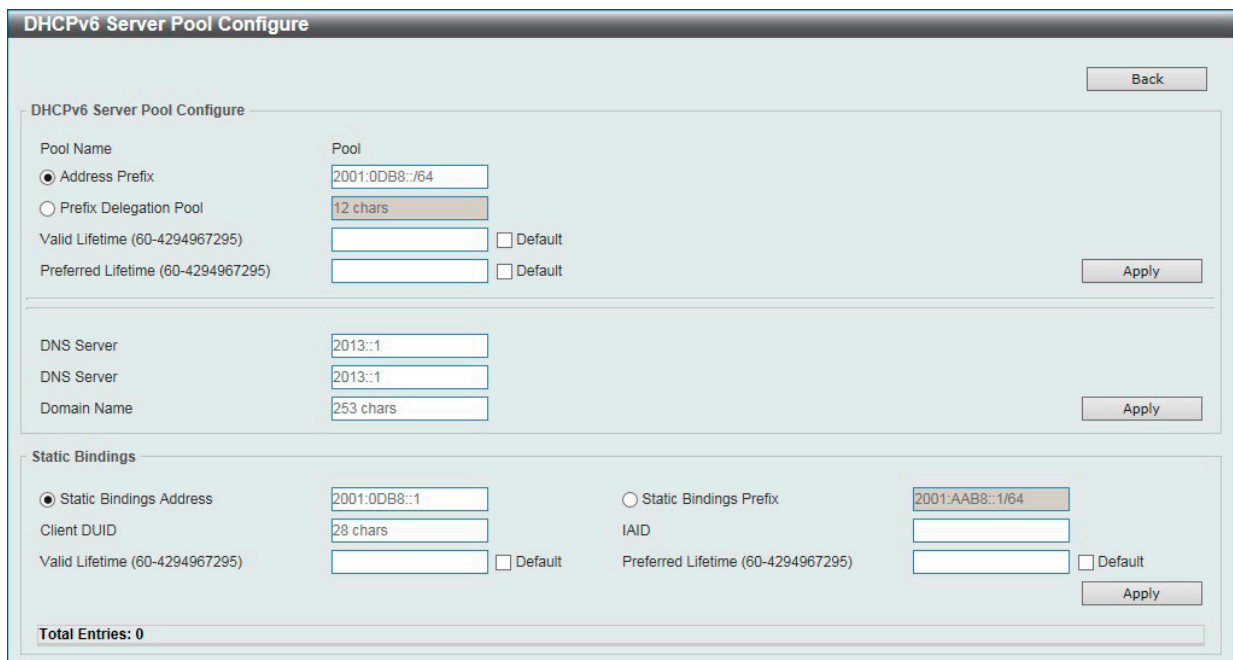 DHCPv6 Server Pool Configure
Back
DHCPv6 Server Pool Configure
Pool Name Pool
Address Prefix 2001:0DB8::/64
Prefix Delegation Pool 12 chars
Valid Lifetime (60-4294967295) Default
Preferred Lifetime (60-4294967295) Default Apply
DNS Server 2013::1
DNS Server 2013::1
Domain Name 253 chars Apply
Static Bindings
Static Bindings Address 2001:0DB8::1 Static Bindings Prefix 2001:AAB8::1/64
Client DUID 28 chars IAID
Valid Lifetime (60-4294967295) Default Preferred Lifetime (60-4294967295) Default
Apply
Total Entries: 0